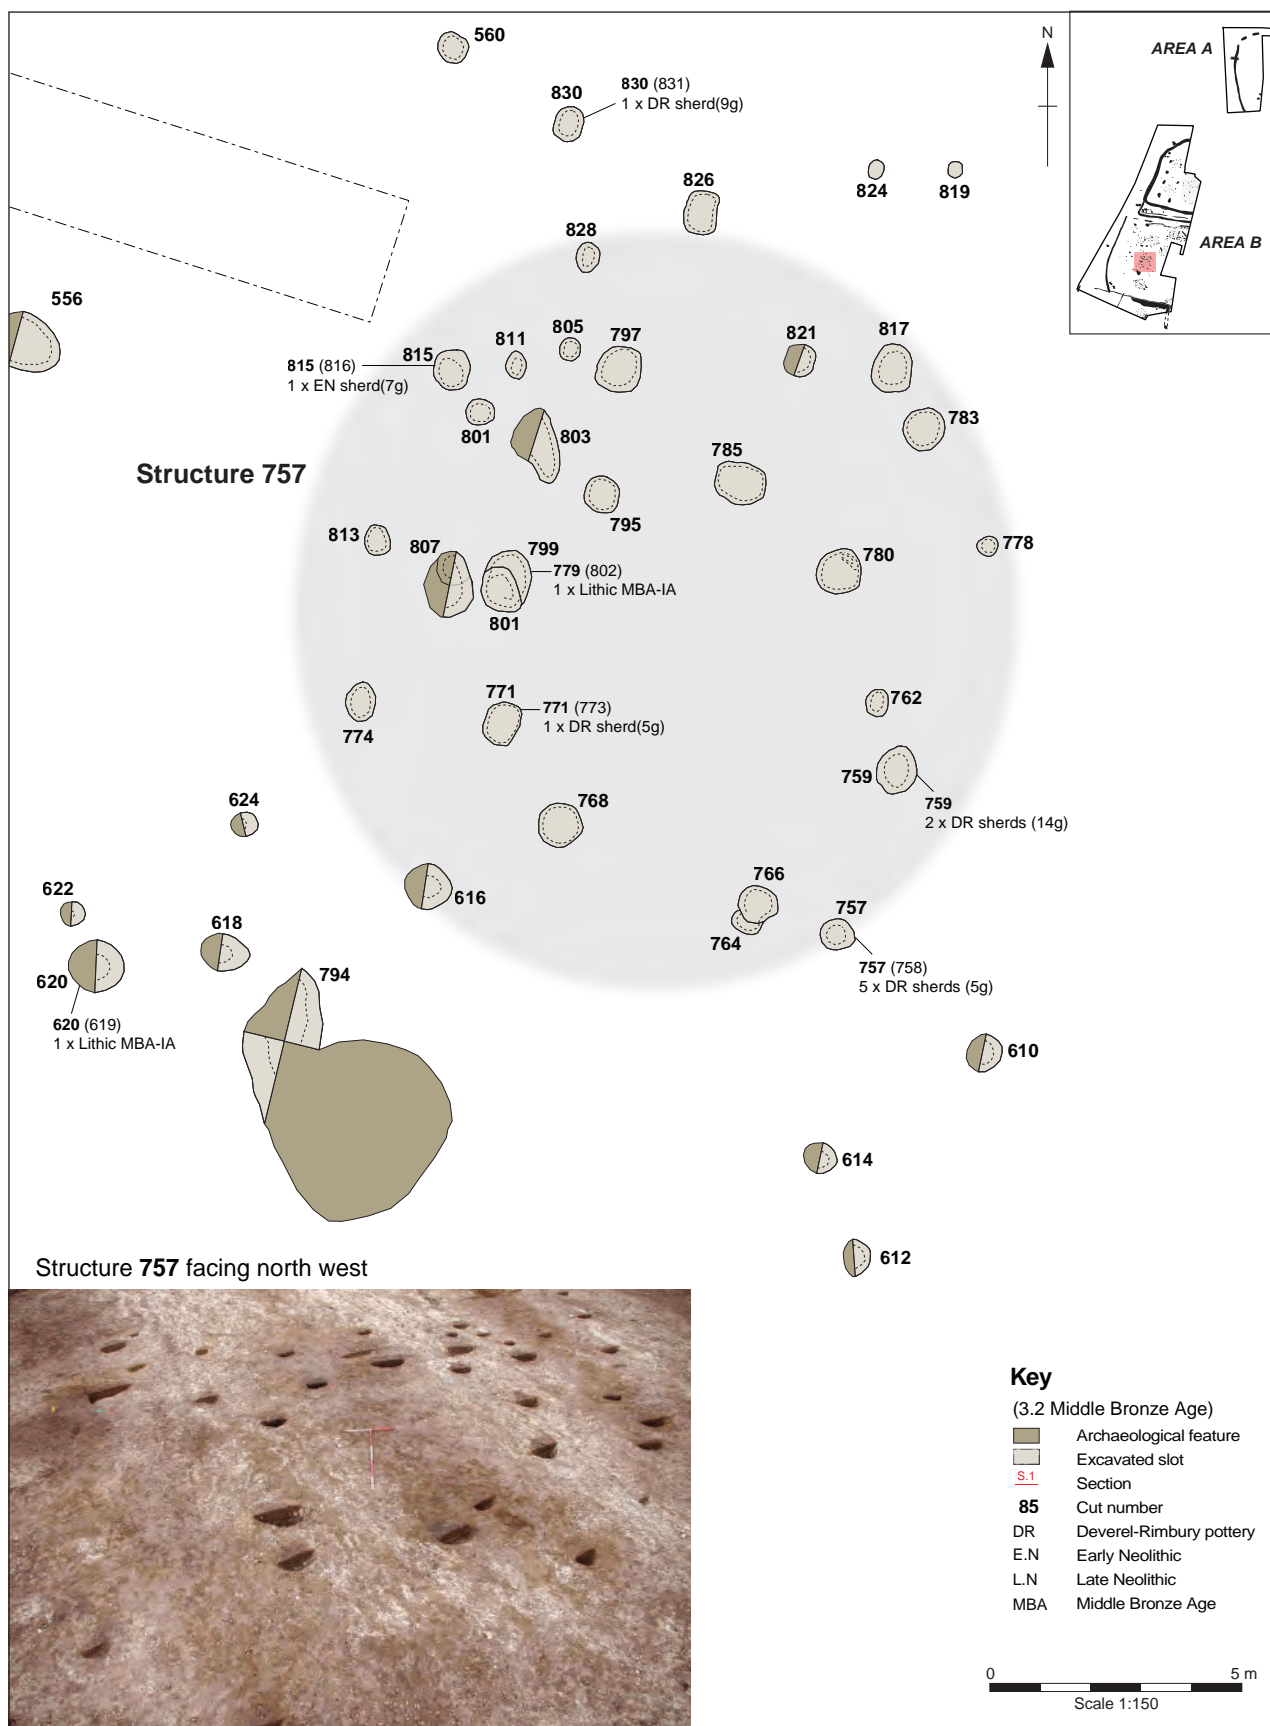 560
N
AREA A
830
830 (831)
1 x DR sherd(9g)
826
824
819
828
AREA B
556
811
805
797
821
817
815
815 (816)
1 x EN sherd(7g)
801
803
783
785
Structure 757
795
813
807
799
780
778
779 (802)
1 x Lithic MBA-IA
801
771
762
771 (773)
1 x DR sherd(5g)
774
759
624
768
759
2 x DR sherds (14g)
622
616
766
757
618
764
620
794
757 (758)
5 x DR sherds (5g)
620 (619)
1 x Lithic MBA-IA
610
614
612
Structure 757 facing north west
Key
(3.2 Middle Bronze Age)
Archaeological feature
Excavated slot
S.1 Section
85 Cut number
DR Deverel-Rimbury pottery
E.N Early Neolithic
L.N Late Neolithic
MBA Middle Bronze Age
0 5 m
Scale 1:150